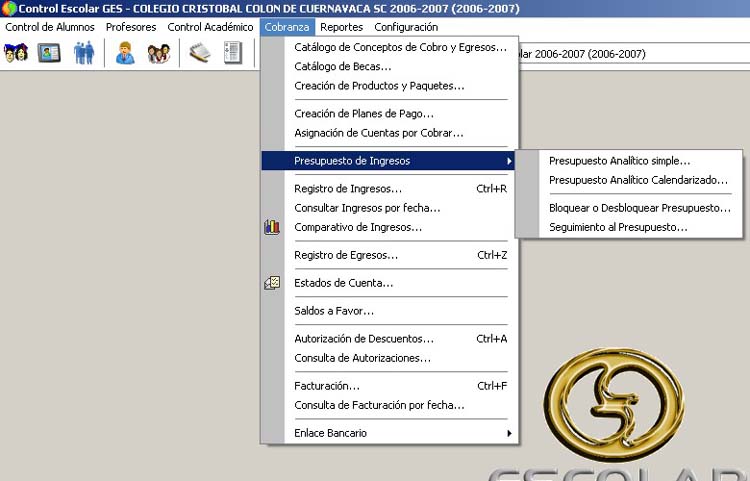 Control Escolar GES - COLEGIO CRISTOBAL COLON DE CUERNAVACA SC 2006-2007 (2006-2007)
Control de Alumnos Profesores Control Académico Cobranza Reportes Configuración
lar 2006-2007 (2006-2007)
Catálogo de Conceptos de Cobro y Egresos...
Catálogo de Becas...
Creación de Productos y Paquetes...
Creación de Planes de Pago...
Asignación de Cuentas por Cobrar...
Presupuesto de Ingresos
Presupuesto Analítico simple...
Presupuesto Analítico Calendarizado...
Bloquear o Desbloquear Presupuesto...
Seguimiento al Presupuesto...
Registro de Ingresos... Ctrl+R
Consultar Ingresos por fecha...
Comparativo de Ingresos...
Registro de Egresos... Ctrl+Z
Estados de Cuenta...
Saldos a Favor...
Autorización de Descuentos... Ctrl+A
Consulta de Autorizaciones...
Facturación... Ctrl+F
Consulta de Facturación por fecha...
Enlace Bancario
ESCOLAR